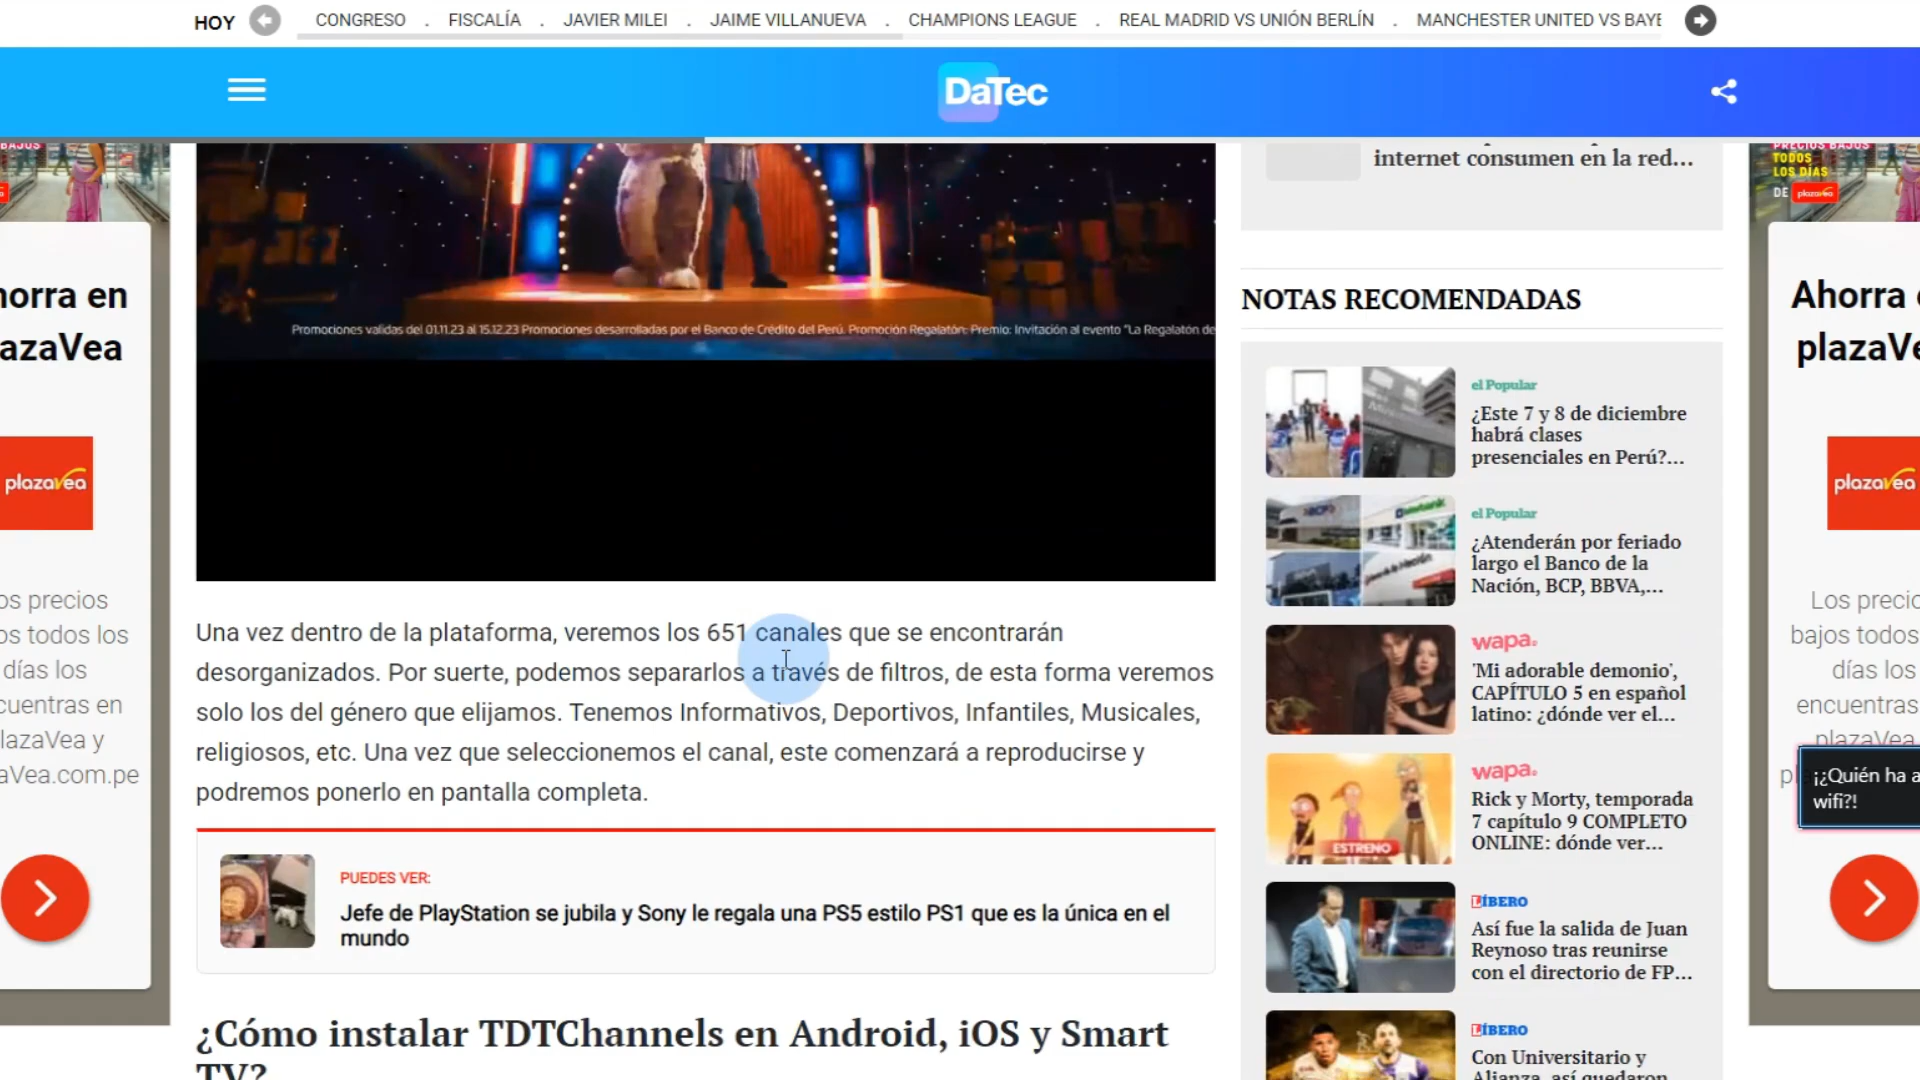 HOY
CONGRESO . FISCALÍA . JAVIER MILEI . JAIME VILLANUEVA . CHAMPIONS LEAGUE . REAL MADRID VS UNIÓN BERLÍN . MANCHESTER UNITED VS BAYE
DaTec
BAJOS
Ahorra en
plazaVea
plazaVea
os precios
os todos los
días los
cuentras en
lazaVea y
aVea.com.pe
Promociones validas del 01.11.23 al 15.12.23 Promociones desarrolladas por el Banco de Crédito del Perú. Promoción Regalatón: Premio: Invitación al evento "La Regalatón de
Una vez dentro de la plataforma, veremos los 651 canales que se encontrarán
desorganizados. Por suerte, podemos separarlos a través de filtros, de esta forma veremos
solo los del género que elijamos. Tenemos Informativos, Deportivos, Infantiles, Musicales,
religiosos, etc. Una vez que seleccionemos el canal, este comenzará a reproducirse y
podremos ponerlo en pantalla completa.
PUEDES VER:
Jefe de PlayStation se jubila y Sony le regala una PS5 estilo PS1 que es la única en el
mundo
¿Cómo instalar TDTChannels en Android, iOS y Smart
TV?
internet consumen en la red...
NOTAS RECOMENDADAS
el Popular
¿Este 7 y 8 de diciembre
habrá clases
presenciales en Perú?...
el Popular
¿Atenderán por feriado
largo el Banco de la
Nación, BCP, BBVA,...
wapa.
'Mi adorable demonio',
CAPÍTULO 5 en español
latino: ¿dónde ver el...
wapa.
ESTRENO
Rick y Morty, temporada
7 capítulo 9 COMPLETO
ONLINE: dónde ver...
LÍBERO
Así fue la salida de Juan
Reynoso tras reunirse
con el directorio de FP...
LÍBERO
Con Universitario y
Alianza, así quedaron
PRECIOS BAJOS
TODOS
LOS DÍAS
DE plazaVea
Ahorra e
plazaVe
plazaVea
Los precio
bajos todos
días los
encuentras
plazaVea
¡¿Quién ha a
wifi?!